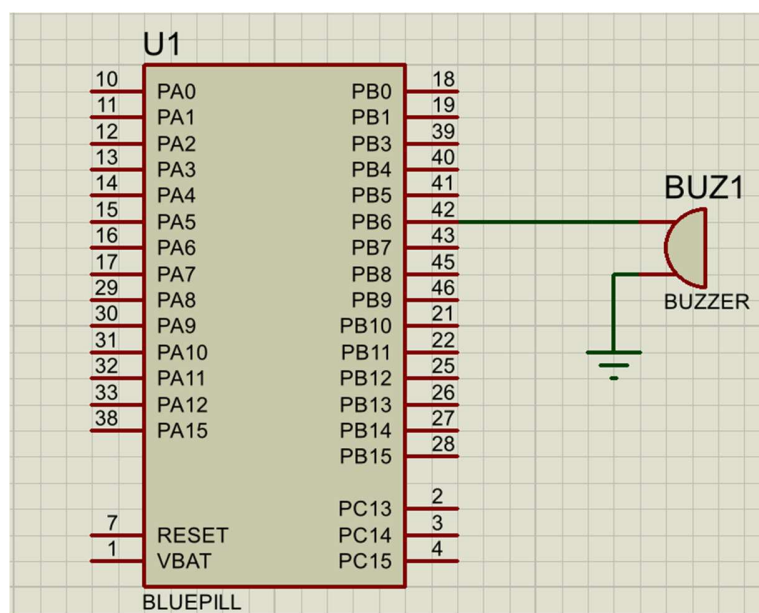 U1
10 PA0 PB0 18
11 PA1 PB1 19
12 PA2 PB3 39
13 PA3 PB4 40
14 PA4 PB5 41
15 PA5 PB6 42
16 PA6 PB7 43
17 PA7 PB8 45
29 PA8 PB9 46
30 PA9 PB10 21
31 PA10 PB11 22
32 PA11 PB12 25
33 PA12 PB13 26
38 PA15 PB14 27
PB15 28
PC13 2
7 RESET PC14 3
1 VBAT PC15 4
BLUEPILL
BUZ1
BUZZER